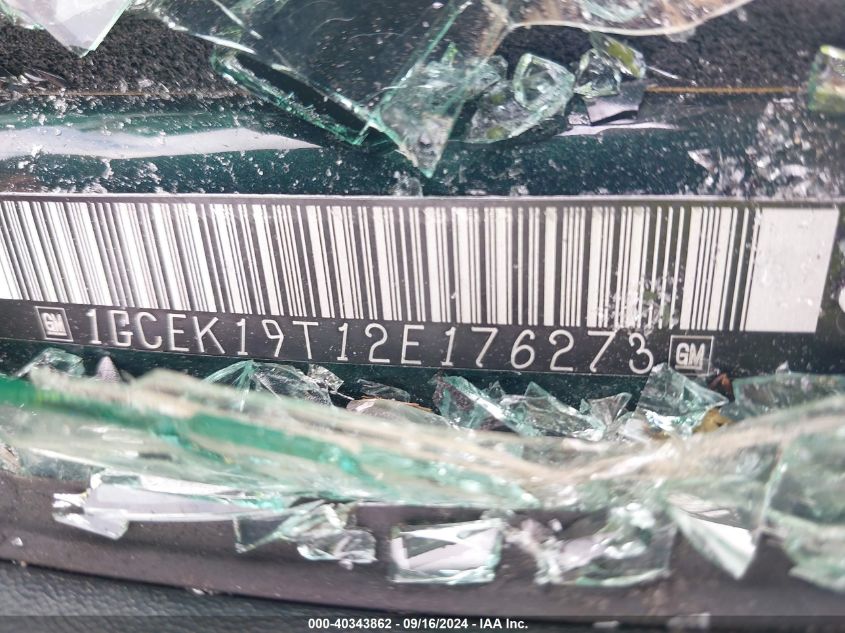 GM 1GCEK19T12E176273 GM
000-40343862 - 09/16/2024 - IAA Inc.